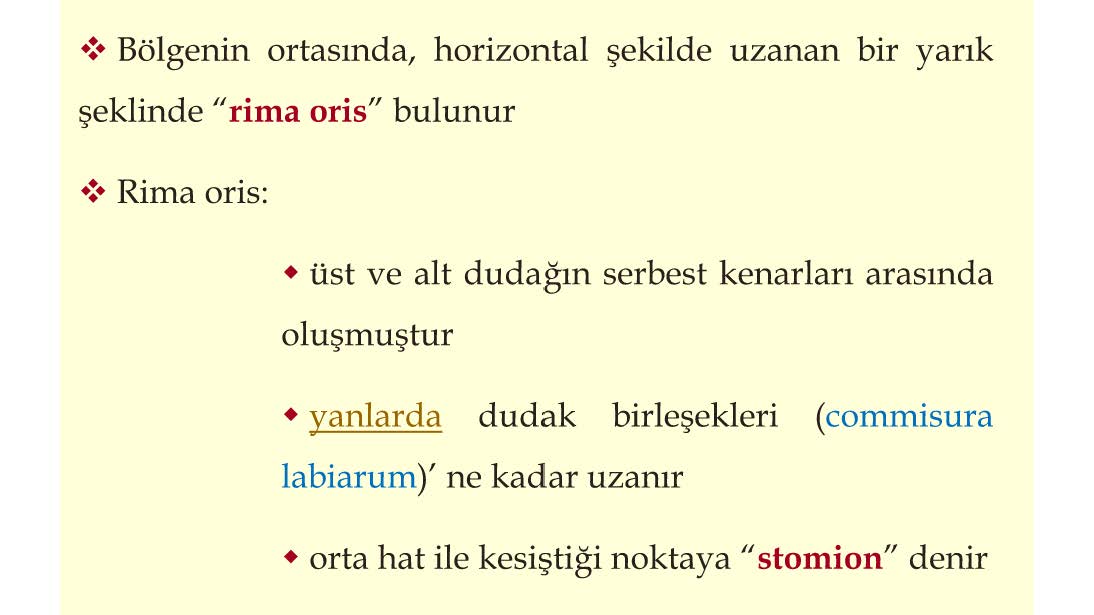 ❖ Bölgenin ortasında, horizontal şekilde uzanan bir yarık
şeklinde “rima oris” bulunur
❖ Rima oris:
◆ üst ve alt dudağın serbest kenarları arasında
oluşmuştur
◆ yanlarda dudak birleşekleri (commisura
labiarum)’ ne kadar uzanır
◆ orta hat ile kesiştiği noktaya “stomion” denir